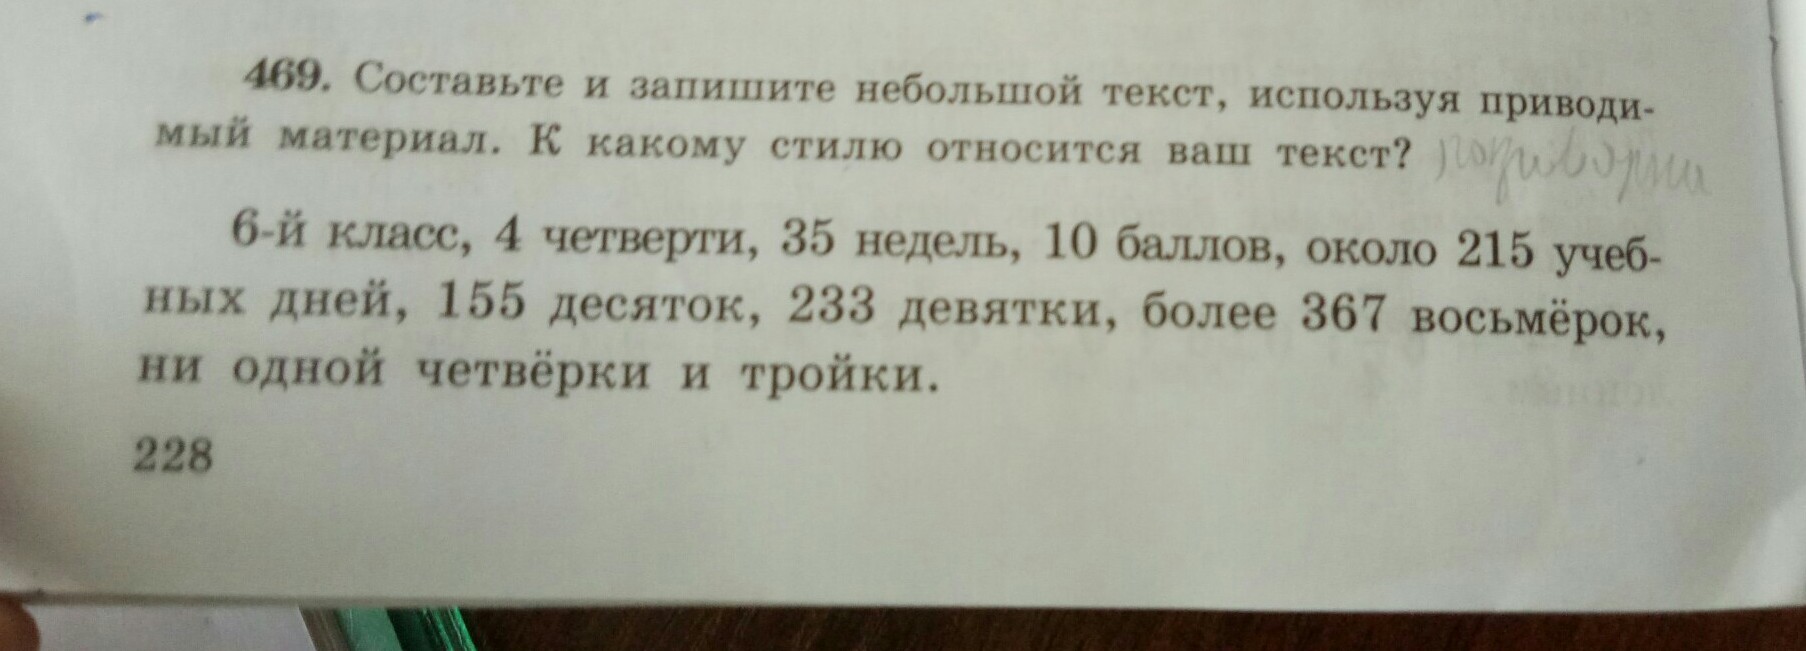 469. Составьте и запишите небольшой текст, используя приводи-
мый материал. К какому стилю относится ваш текст?
6-й класс, 4 четверти, 35 недель, 10 баллов, около 215 учеб-
ных дней, 155 десяток, 233 девятки, более 367 восьмёрок,
ни одной четвёрки и тройки.
228